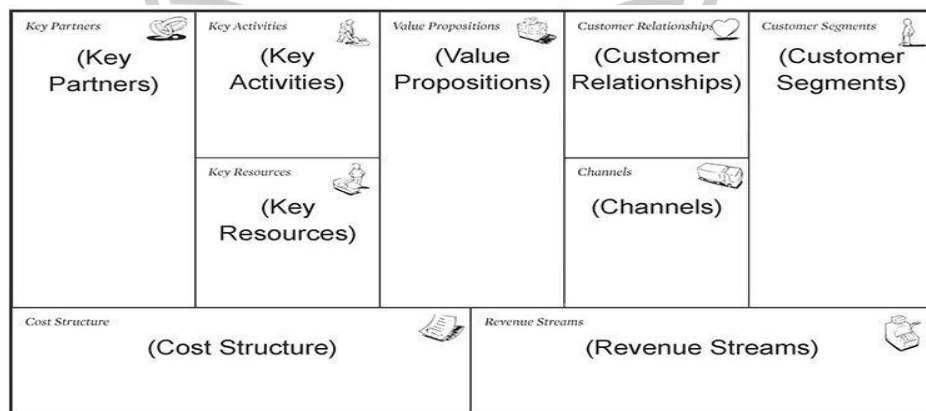 Key Partners
(Key
Partners)
Key Activities
(Key
Activities)
Key Resources
(Key
Resources)
Value Propositions
(Value
Propositions)
Customer Relationships
(Customer
Relationships)
Channels
(Channels)
Customer Segments
(Customer
Segments)
Cost Structure
(Cost Structure)
Revenue Streams
(Revenue Streams)